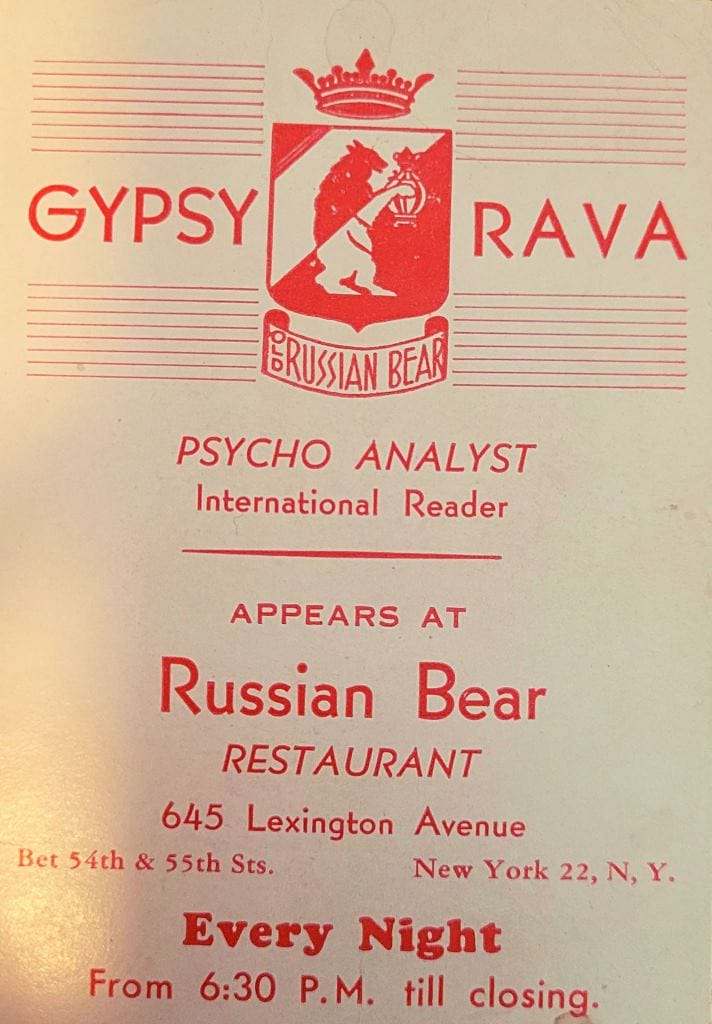 GYPSY RAVA
OLD RUSSIAN BEAR
PSYCHO ANALYST
International Reader
APPEARS AT
Russian Bear
RESTAURANT
645 Lexington Avenue
Bet 54th & 55th Sts. New York 22, N, Y.
Every Night
From 6:30 P.M. till closing.